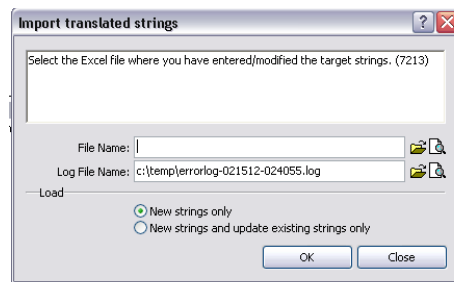 Import translated strings
Select the Excel file where you have entered/modified the target strings. (7213)
File Name:
Log File Name: c:\temp\errorlog-021512-024055.log
Load
New strings only
New strings and update existing strings only
OK Close